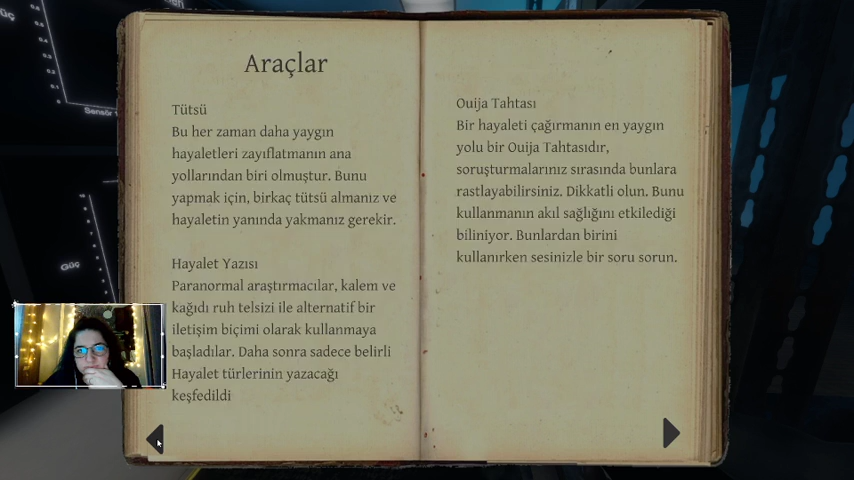 Güç
Sensör 1
Güç
Araçlar
Tütsü
Bu her zaman daha yaygın
hayaletleri zayıflatmanın ana
yollarından biri olmuştur. Bunu
yapmak için, birkaç tütsü almanız ve
hayaletin yanında yakmanız gerekir.
Hayalet Yazısı
Paranormal araştırmacılar, kalem ve
kağıdı ruh telsizi ile alternatif bir
iletişim biçimi olarak kullanmaya
başladılar. Daha sonra sadece belirli
Hayalet türlerinin yazacağı
keşfedildi
Ouija Tahtası
Bir hayaleti çağırmanın en yaygın
yolu bir Ouija Tahtasıdır,
soruşturmalarınız sırasında bunlara
rastlayabilirsiniz. Dikkatli olun. Bunu
kullanmanın akıl sağlığını etkilediği
biliniyor. Bunlardan birini
kullanırken sesinizle bir soru sorun.